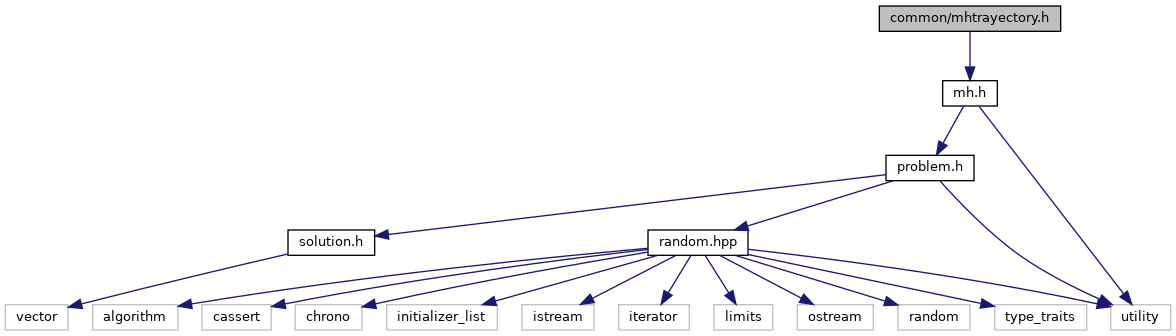 common/mhtrayectory.h
mh.h
problem.h
solution.h
random.hpp
vector
algorithm
cassert
chrono
initializer_list
istream
iterator
limits
ostream
random
type_traits
utility